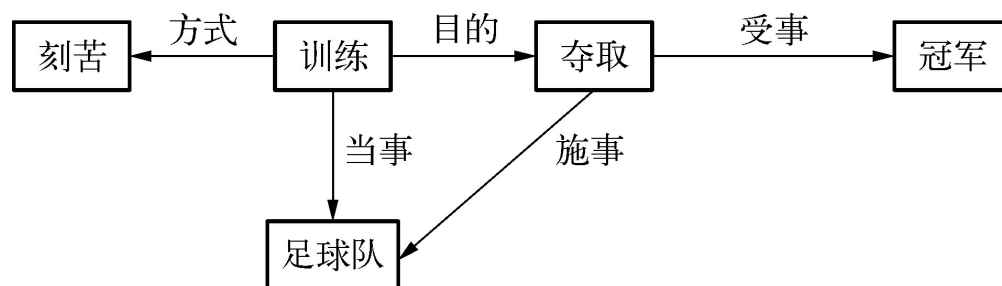 刻苦 方式 训练 目的 夺取 受事 冠军
当事 施事
足球队